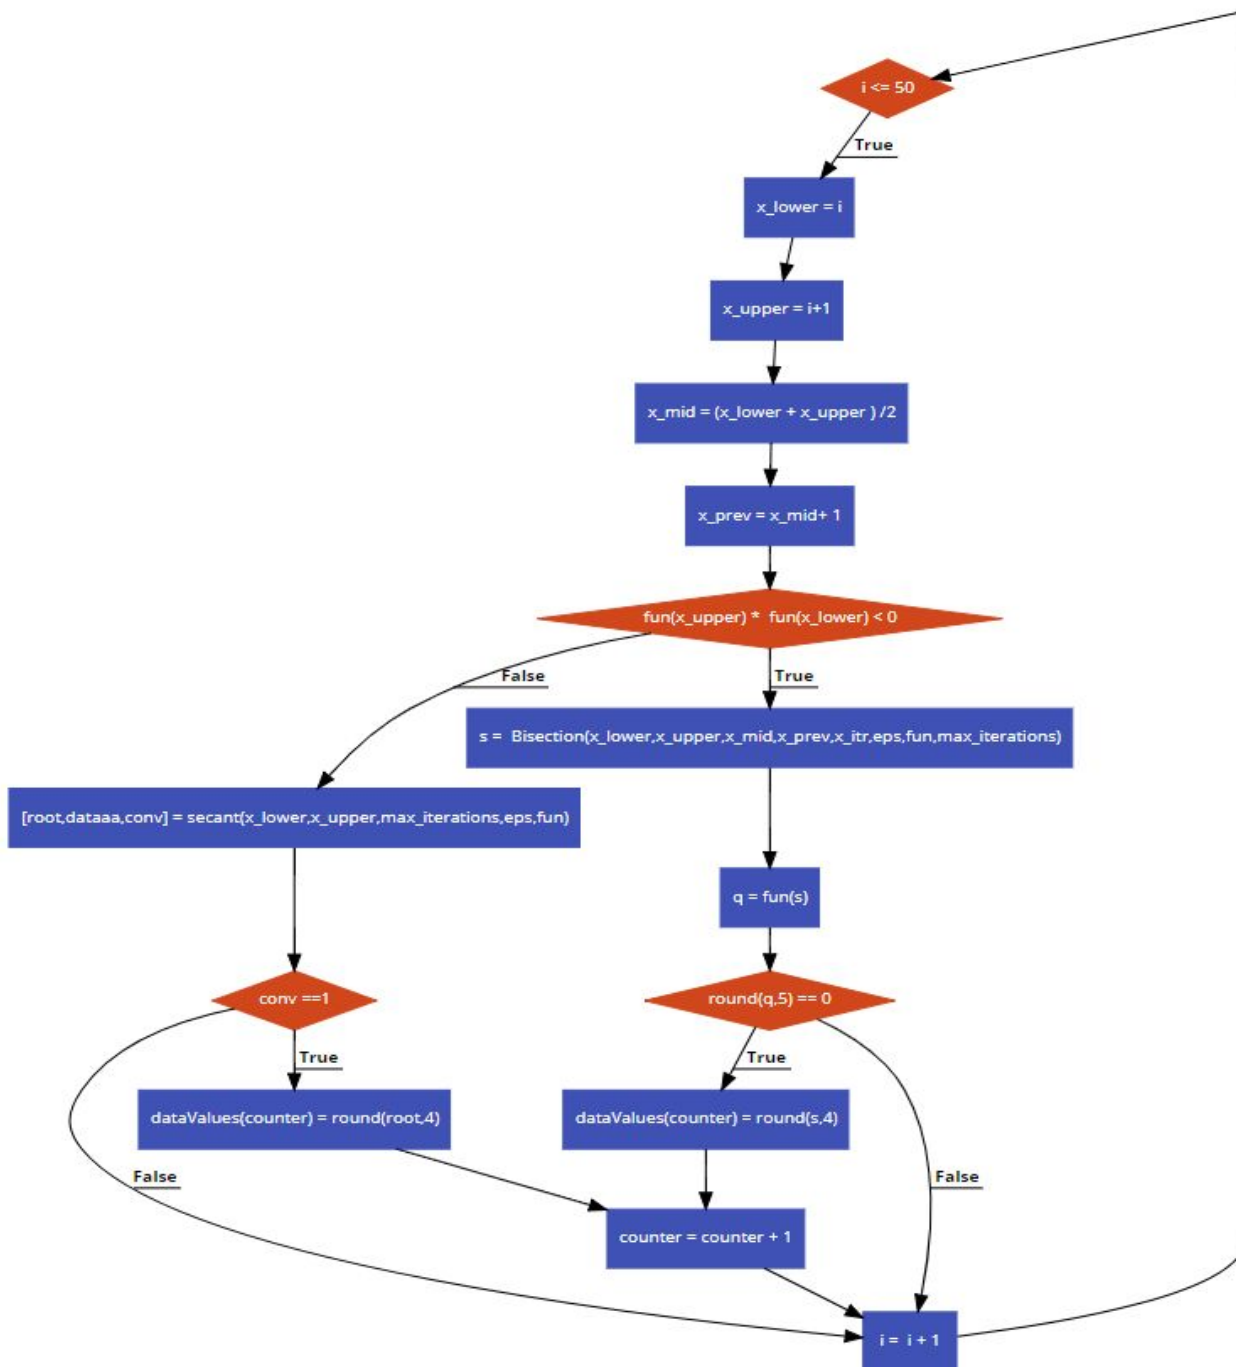 i <= 50
True
x_lower = i
x_upper = i+1
x_mid = (x_lower + x_upper ) /2
x_prev = x_mid+ 1
fun(x_upper) *  fun(x_lower) < 0
False
True
s =  Bisection(x_lower,x_upper,x_mid,x_prev,x_itr,eps,fun,max_iterations)
[root,dataaa,conv] = secant(x_lower,x_upper,max_iterations,eps,fun)
q = fun(s)
conv ==1
round(q,5) == 0
True
True
dataValues(counter) = round(root,4)
dataValues(counter) = round(s,4)
False
False
counter = counter + 1
i =  i + 1